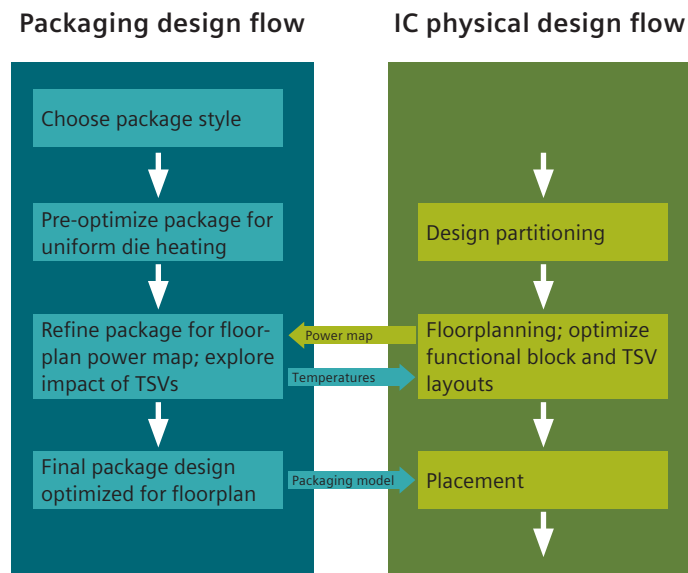 Packaging design flow
IC physical design flow
Choose package style
Pre-optimize package for
uniform die heating
Design partitioning
Refine package for floor-
plan power map; explore
impact of TSVs
Power map
Temperatures
Floorplanning; optimize
functional block and TSV
layouts
Final package design
optimized for floorplan
Packaging model
Placement